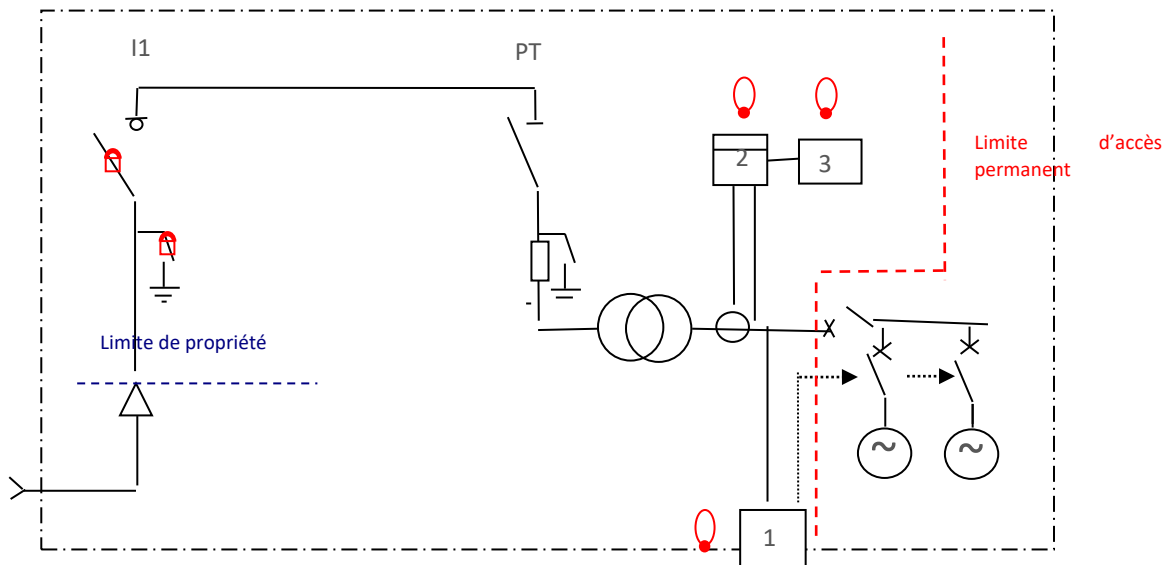 I1
PT
2
3
Limite d’accès
permanent
Limite de propriété
~
~
1